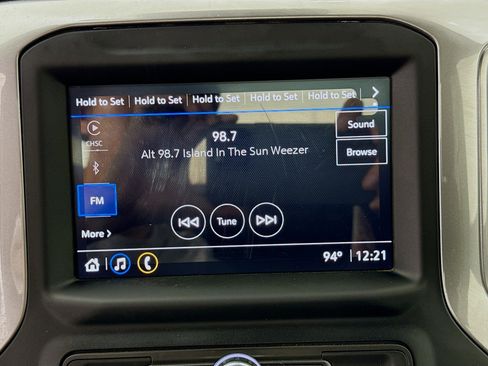 Hold to Set Hold to Set Hold to Set Hold to Set Hold to Set
CHSC
98.7
Sound
Alt 98.7 Island In The Sun Weezer
Browse
FM
Tune
More >
94° 12:21